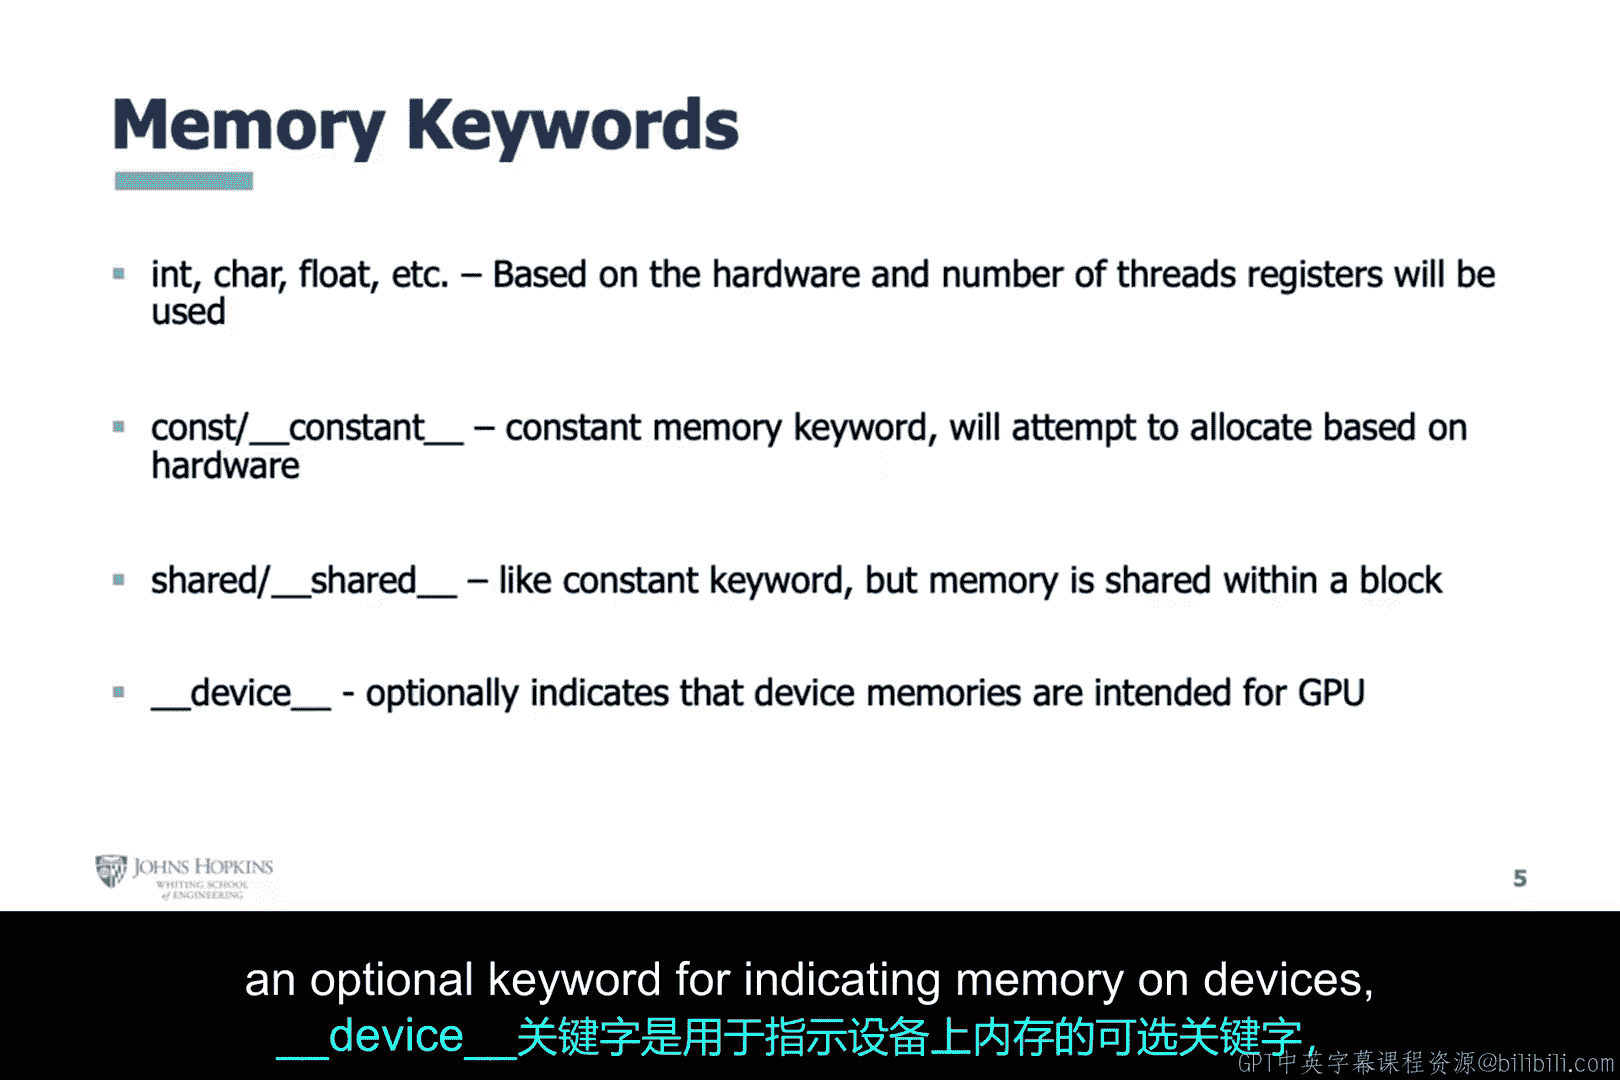 Memory Keywords
int, char, float, etc. – Based on the hardware and number of threads registers will be
used
const/__constant__ – constant memory keyword, will attempt to allocate based on
hardware
shared/__shared__ – like constant keyword, but memory is shared within a block
__device__ - optionally indicates that device memories are intended for GPU
JOHNS HOPKINS
WHITING SCHOOL
of ENGINEERING
5
an optional keyword for indicating memory on devices,
__device__关键字是用于指示设备上内存的可选关键字，
GPT中英字幕课程资源@bilibili.com